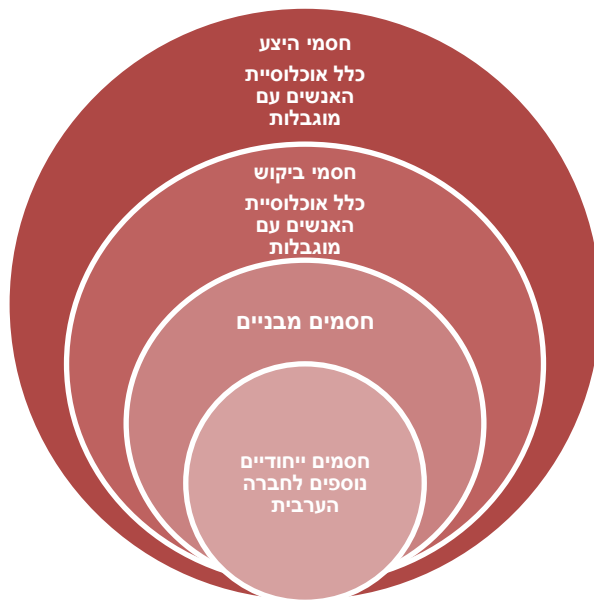 חסמי היצע
כלל אוכלוסיית
האנשים עם
מוגבלות
חסמי ביקוש
כלל אוכלוסיית
האנשים עם
מוגבלות
חסמים מבניים
חסמים ייחודיים
נוספים לחברה
הערבית